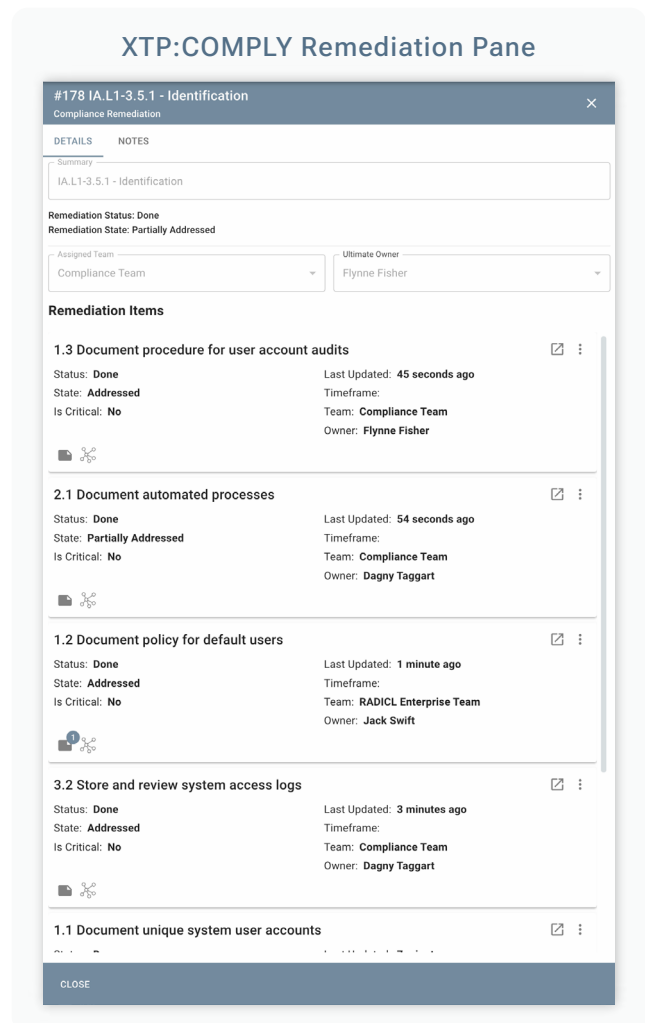 XTP:COMPLY Remediation Pane
#178 IA.L1-3.5.1 - Identification
Compliance Remediation
DETAILS NOTES
Summary
IA.L1-3.5.1 - Identification
Remediation Status: Done
Remediation State: Partially Addressed
Assigned Team Ultimate Owner
Compliance Team Flynne Fisher
Remediation Items
1.3 Document procedure for user account audits
Status: Done Last Updated: 45 seconds ago
State: Addressed Timeframe:
Is Critical: No Team: Compliance Team
Owner: Flynne Fisher
2.1 Document automated processes
Status: Done Last Updated: 54 seconds ago
State: Partially Addressed Timeframe:
Is Critical: No Team: Compliance Team
Owner: Dagny Taggart
1.2 Document policy for default users
Status: Done Last Updated: 1 minute ago
State: Addressed Timeframe:
Is Critical: No Team: RADICL Enterprise Team
Owner: Jack Swift
1
3.2 Store and review system access logs
Status: Done Last Updated: 3 minutes ago
State: Addressed Timeframe:
Is Critical: No Team: Compliance Team
Owner: Dagny Taggart
1.1 Document unique system user accounts
CLOSE